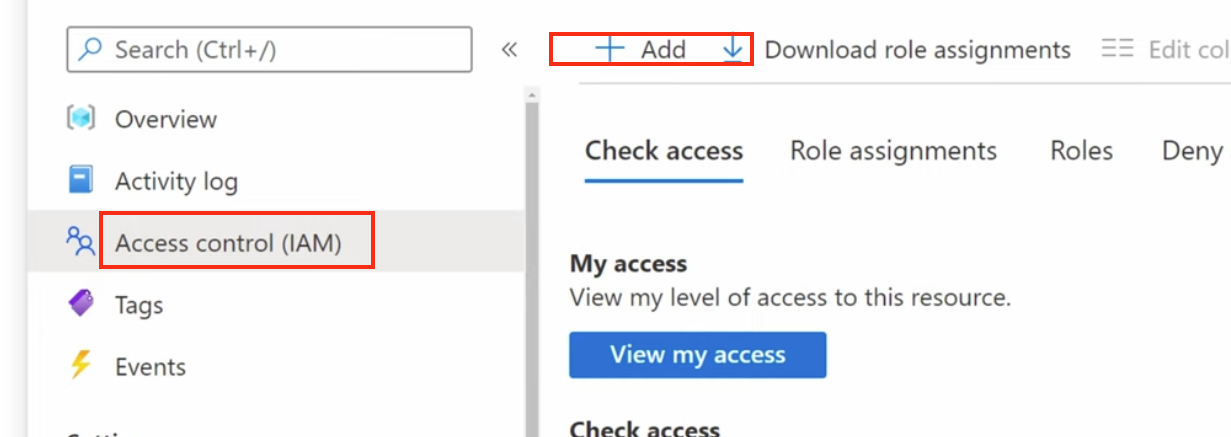 Search (Ctrl+/)
«
Add
Download role assignments
Edit col
Overview
Activity log
Access control (IAM)
Tags
Events
Check access
Role assignments
Roles
Deny
My access
View my level of access to this resource.
View my access
Check access